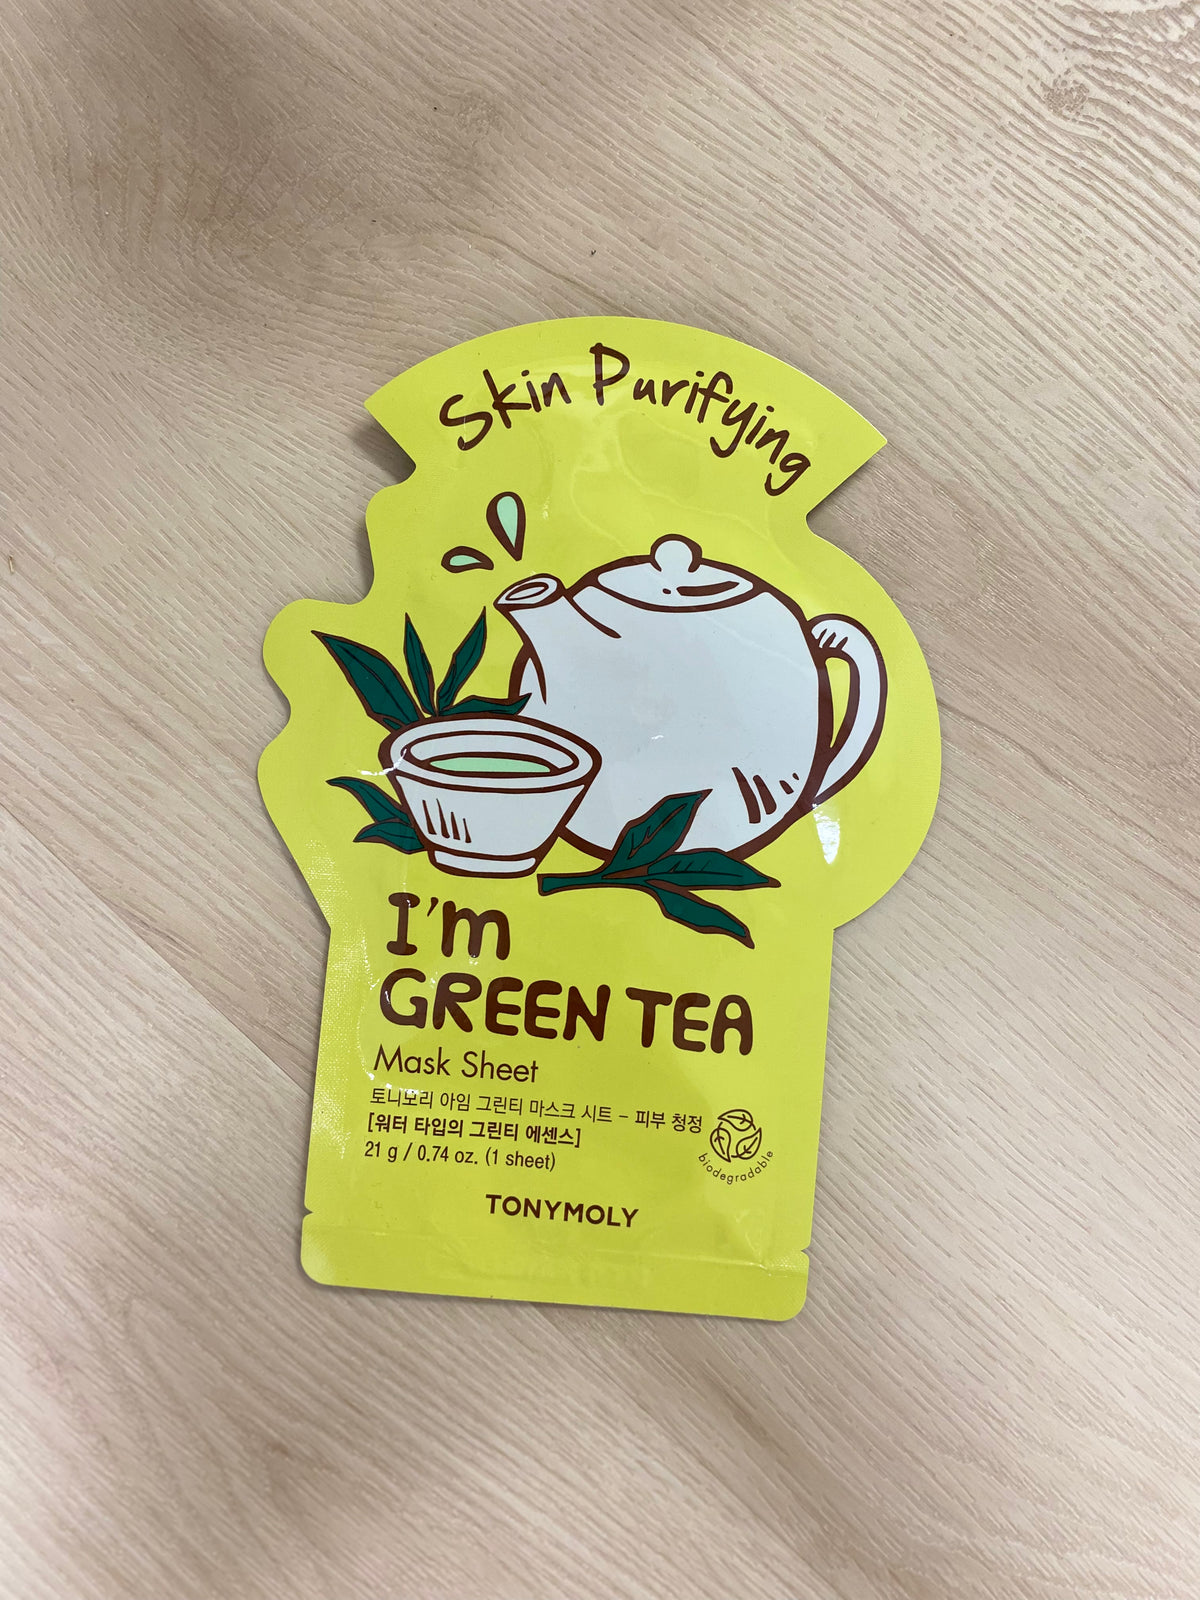 Skin Purifying
I'm
GREEN TEA
Mask Sheet
토니모리 아임 그린티 마스크 시트 - 피부 청정
[워터 타입의 그린티 에센스]
21 g / 0.74 oz. (1 sheet)
biodegradable
TONYMOLY